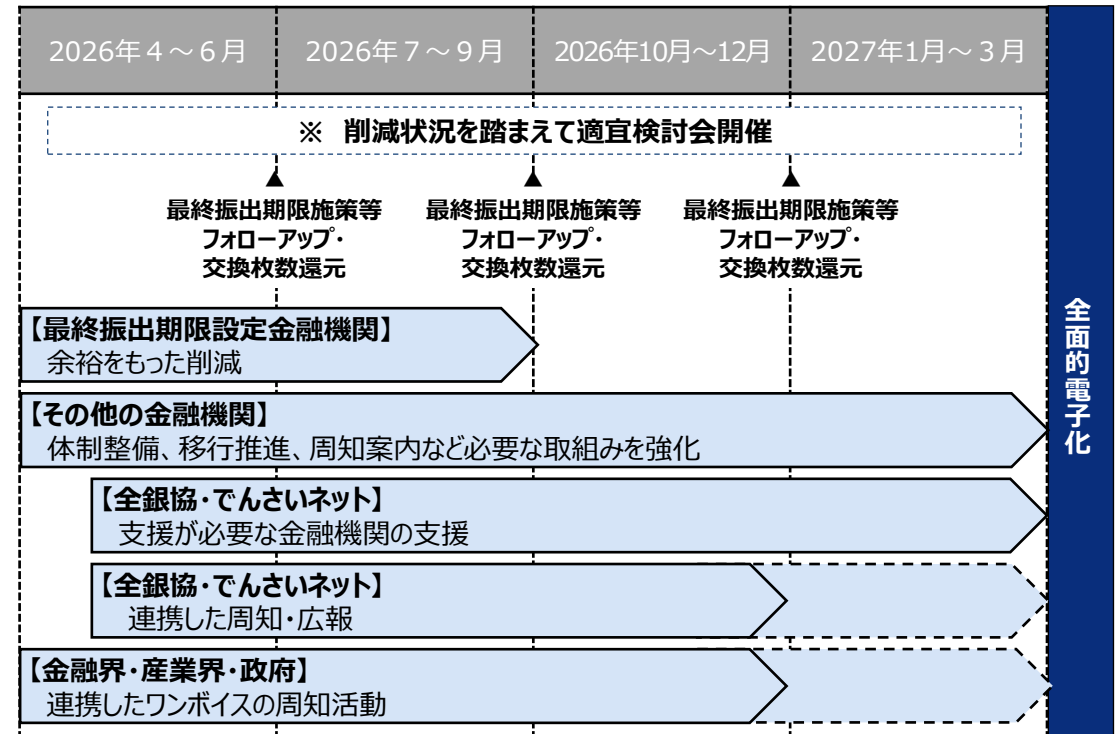 2026年４～６月
2026年７～９月
2026年10月～12月
2027年1月～３月
※ 削減状況を踏まえて適宜検討会開催
▲
最終振出期限施策等
フォローアップ・
交換枚数還元
▲
最終振出期限施策等
フォローアップ・
交換枚数還元
▲
最終振出期限施策等
フォローアップ・
交換枚数還元
【最終振出期限設定金融機関】
余裕をもった削減
【その他の金融機関】
体制整備、移行推進、周知案内など必要な取組みを強化
【全銀協・でんさいネット】
支援が必要な金融機関の支援
【全銀協・でんさいネット】
連携した周知・広報
【金融界・産業界・政府】
連携したワンボイスの周知活動
全面的電子化